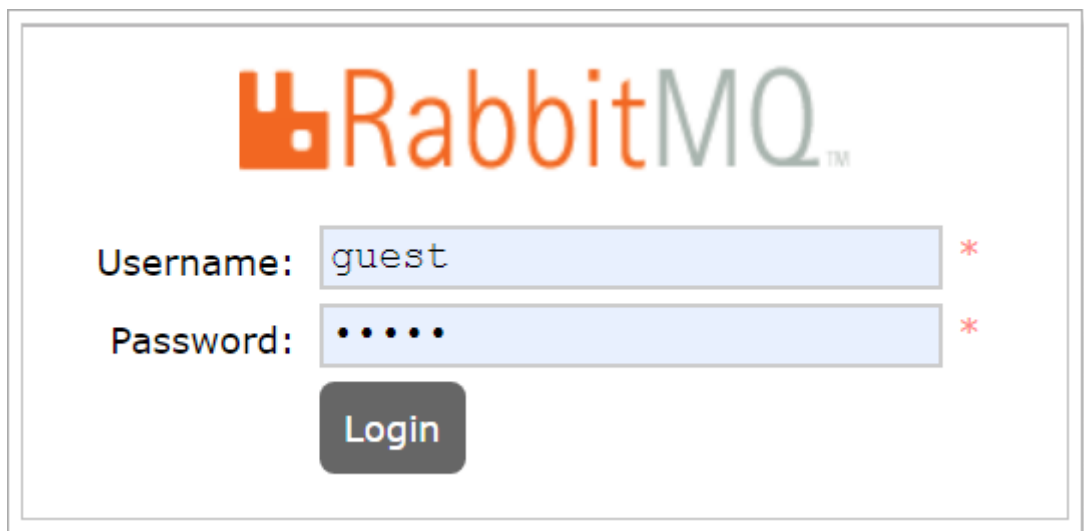 RabbitMQ™
Username: guest *
Password: ••••• *
Login